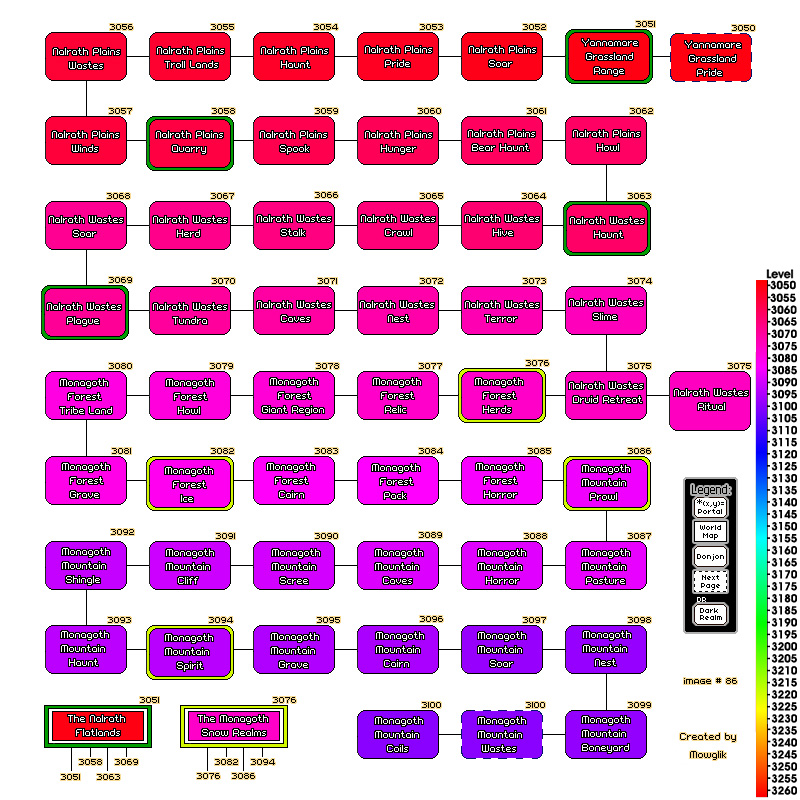 3056
3055
3054
3053
3052
3051
3050
Nalrath Plains
Wastes
Nalrath Plains
Troll Lands
Nalrath Plains
Haunt
Nalrath Plains
Pride
Nalrath Plains
Soar
Yannamare
Grassland
Range
Yannamare
Grassland
Pride
3057
3058
3059
3060
3061
3062
Nalrath Plains
Winds
Nalrath Plains
Quarry
Nalrath Plains
Spook
Nalrath Plains
Hunger
Nalrath Plains
Bear Haunt
Nalrath Plains
Howl
3068
3067
3066
3065
3064
3063
Nalrath Wastes
Soar
Nalrath Wastes
Herd
Nalrath Wastes
Stalk
Nalrath Wastes
Crawl
Nalrath Wastes
Hive
Nalrath Wastes
Haunt
3069
3070
3071
3072
3073
3074
Nalrath Wastes
Plague
Nalrath Wastes
Tundra
Nalrath Wastes
Caves
Nalrath Wastes
Nest
Nalrath Wastes
Terror
Nalrath Wastes
Slime
3080
3079
3078
3077
3076
3075
3075
Monagoth
Forest
Tribe Land
Monagoth
Forest
Howl
Monagoth
Forest
Giant Region
Monagoth
Forest
Relic
Monagoth
Forest
Herds
Nalrath Wastes
Druid Retreat
Nalrath Wastes
Ritual
3081
3082
3083
3084
3085
3086
Monagoth
Forest
Grave
Monagoth
Forest
Ice
Monagoth
Forest
Cairn
Monagoth
Forest
Pack
Monagoth
Forest
Horror
Monagoth
Mountain
Prowl
3092
3091
3090
3089
3088
3087
Monagoth
Mountain
Shingle
Monagoth
Mountain
Cliff
Monagoth
Mountain
Scree
Monagoth
Mountain
Caves
Monagoth
Mountain
Horror
Monagoth
Mountain
Pasture
3093
3094
3095
3096
3097
3098
Monagoth
Mountain
Haunt
Monagoth
Mountain
Spirit
Monagoth
Mountain
Grave
Monagoth
Mountain
Cairn
Monagoth
Mountain
Soar
Monagoth
Mountain
Nest
3051
3076
3100
3100
3099
The Nalrath
Flatlands
The Monagoth
Snow Realms
Monagoth
Mountain
Coils
Monagoth
Mountain
Wastes
Monagoth
Mountain
Boneyard
3058 3069
3051 3063
3082 3094
3076 3086
Legend:
*(x,y)=
Portal
World
Map
Donjon
Next
Page
OR
Dark
Realm
image # 86
Created by
Mowglik
Level
3050
3055
3060
3065
3070
3075
3080
3085
3090
3095
3100
3105
3110
3115
3120
3125
3130
3135
3140
3145
3150
3155
3160
3165
3170
3175
3180
3185
3190
3195
3200
3205
3210
3215
3220
3225
3230
3235
3240
3245
3250
3255
3260